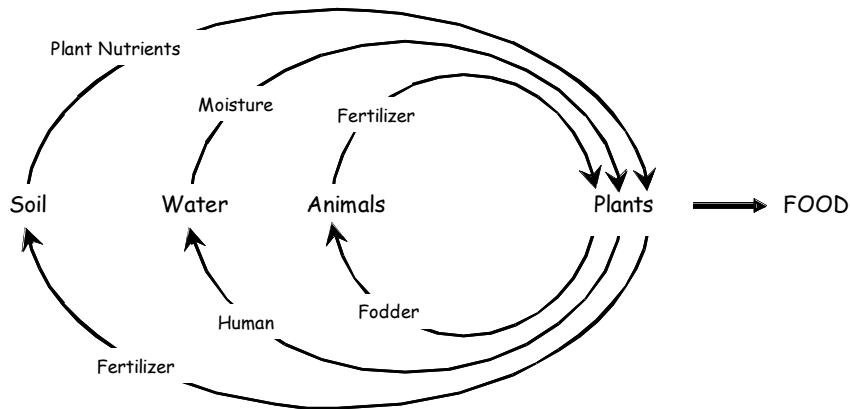 Plant Nutrients
Moisture
Fertilizer
Soil
Water
Animals
Plants
FOOD
Fodder
Human
Fertilizer